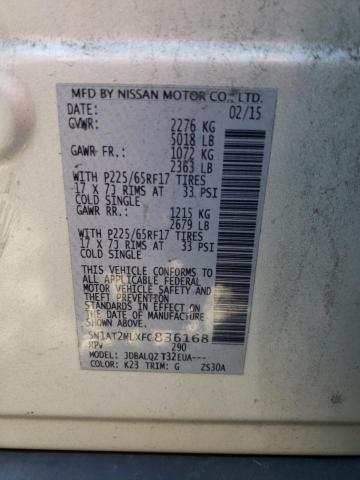 MFD BY NISSAN MOTOR CO., LTD.
DATE: 02/15
GVWR: 2276 KG
5018 LB
GAWR FR.: 1072 KG
2363 LB
WITH P225/65RF17 TIRES
17 X 7J RIMS AT 33 PSI
COLD SINGLE
GAWR RR.: 1215 KG
2679 LB
WITH P225/65RF17 TIRES
17 X 7J RIMS AT 33 PSI
COLD SINGLE
THIS VEHICLE CONFORMS TO
ALL APPLICABLE FEDERAL
MOTOR VEHICLE SAFETY
STANDARDS IN EFFECT ON THE
DATE OF MANUFACTURE SHOWN
ABOVE.
5N1AT2MLXFC836168
MPV 290
MODEL: JDBALQZ T32EUA---
COLOR: K23 TRIM: G ZS30A